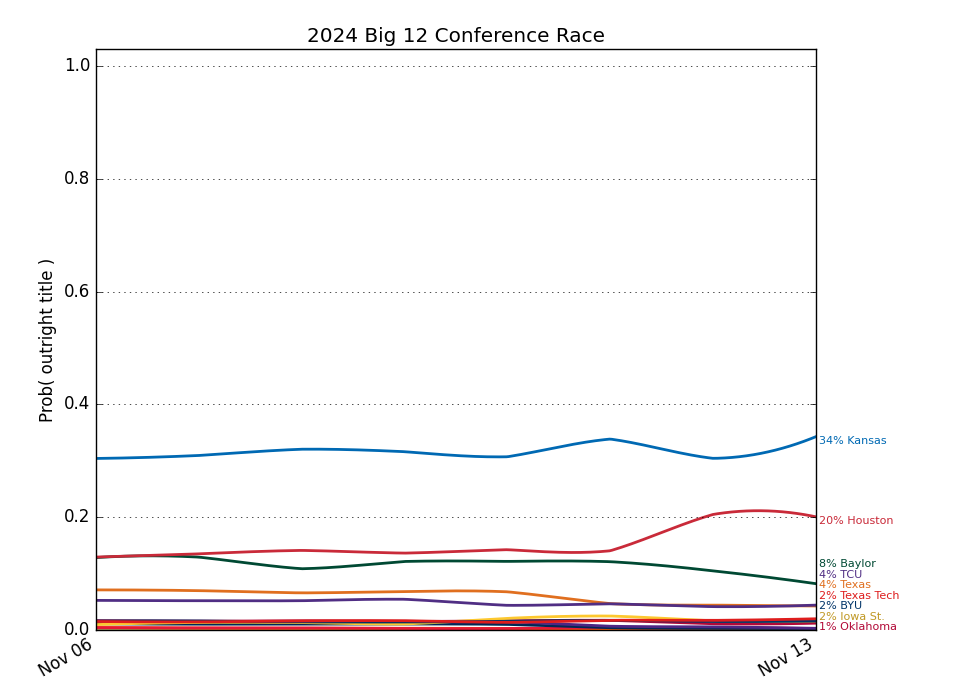 2024 Big 12 Conference Race
Prob( outright title )
1.0
0.8
0.6
0.4
0.2
0.0
Nov 06
Nov 13
34% Kansas
20% Houston
8% Baylor
4% TCU
4% Texas
2% Texas Tech
2% BYU
2% Iowa St.
1% Oklahoma